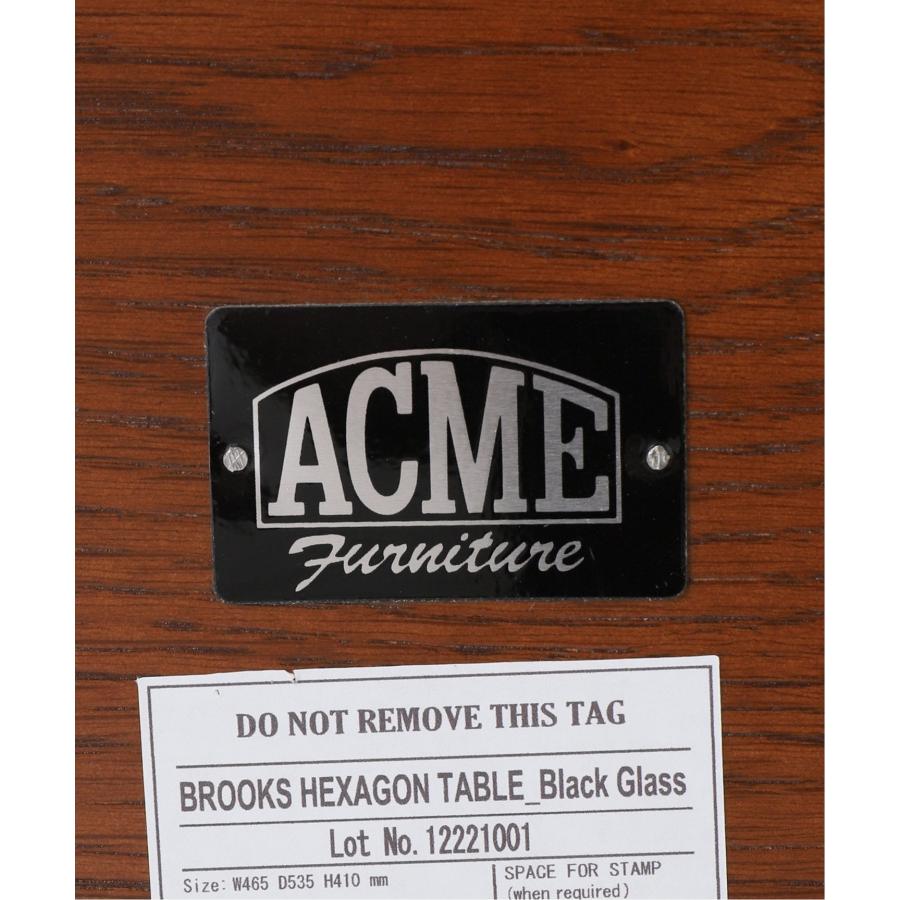 ACME
Furniture
DO NOT REMOVE THIS TAG
BROOKS HEXAGON TABLE_Black Glass
Lot No. 12221001
Size: W465 D535 H410 mm
SPACE FOR STAMP
(when required)